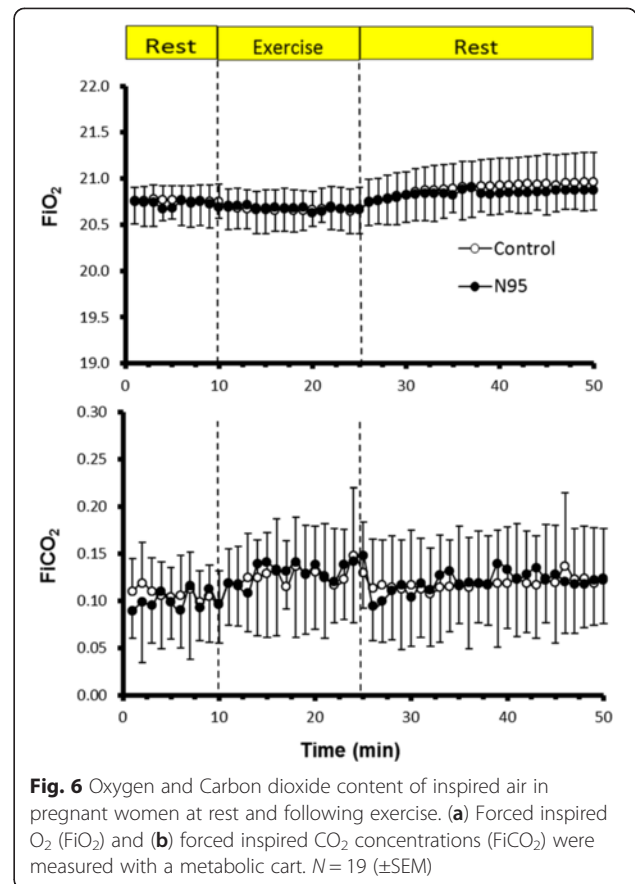 Rest Exercise Rest
22.0
21.5
21.0
20.5
20.0
19.5
19.0
FiO2
Control
N95
0 10 20 30 40 50
0.30
0.25
0.20
0.15
0.10
0.05
0.00
FiCO2
0 10 20 30 40 50
Time (min)
Fig. 6 Oxygen and Carbon dioxide content of inspired air in
pregnant women at rest and following exercise. (a) Forced inspired
O2 (FiO2) and (b) forced inspired CO2 concentrations (FiCO2) were
measured with a metabolic cart. N = 19 (±SEM)